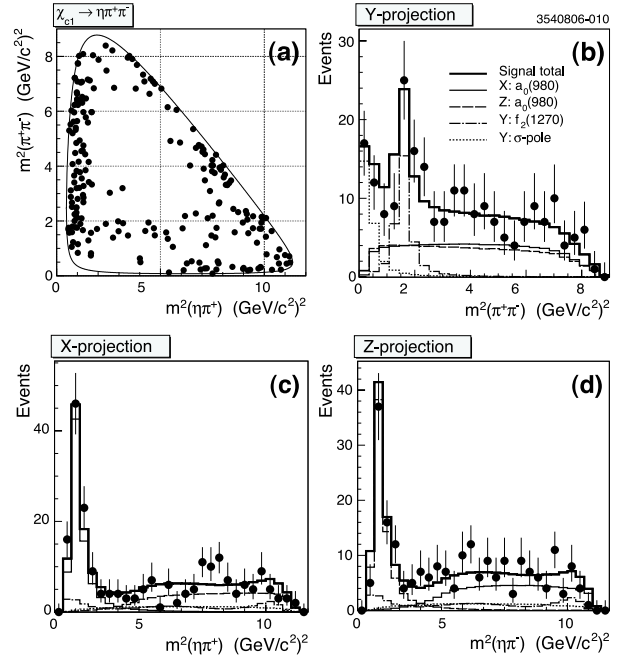 χc1 → ηπ+π-
(a)
m²(π+π-) (GeV/c²)²
8
6
4
2
0
5
10
m²(ηπ+) (GeV/c²)²
Y-projection
3540806-010
(b)
Events
30
20
10
0
Signal total
X: a0(980)
Z: a0(980)
Y: f2(1270)
Y: σ-pole
0
2
4
6
8
m²(π+π-) (GeV/c²)²
X-projection
(c)
Events
40
20
0
0
5
10
m²(ηπ+) (GeV/c²)²
Z-projection
(d)
Events
40
30
20
10
0
0
5
10
m²(ηπ-) (GeV/c²)²